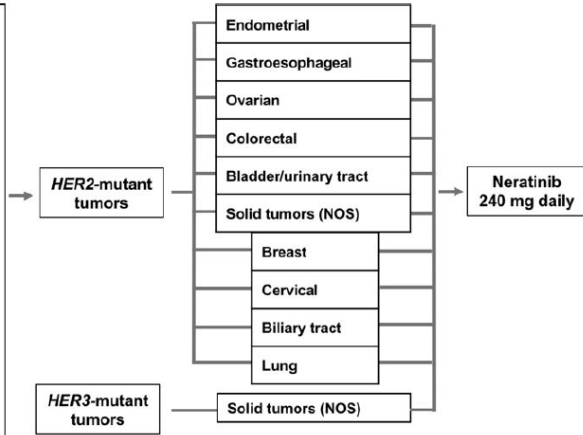 HER2-mutant
tumors
Endometrial
Gastroesophageal
Ovarian
Colorectal
Bladder/urinary tract
Solid tumors (NOS)
Breast
Cervical
Biliary tract
Lung
Neratinib
240 mg daily
HER3-mutant
tumors
Solid tumors (NOS)